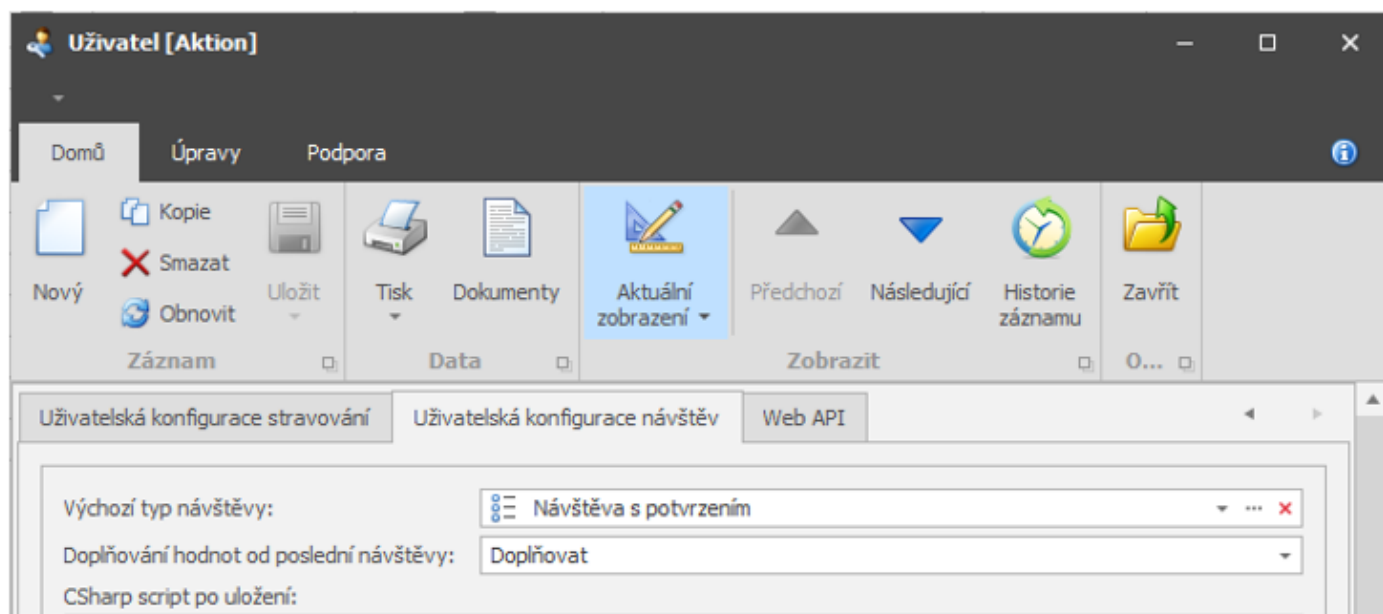 Uživatel [Aktion]
Domů Úpravy Podpora
Nový
Kopie
Smazat
Obnovit
Uložit
Záznam
Tisk
Dokumenty
Data
Aktuální
zobrazení
Předchozí
Následující
Historie
záznamu
Zobrazit
Zavřít
O...
Uživatelská konfigurace stravování Uživatelská konfigurace návštěv Web API
Výchozí typ návštěvy: Návštěva s potvrzením
Doplňování hodnot od poslední návštěvy: Doplňovat
CSharp script po uložení: